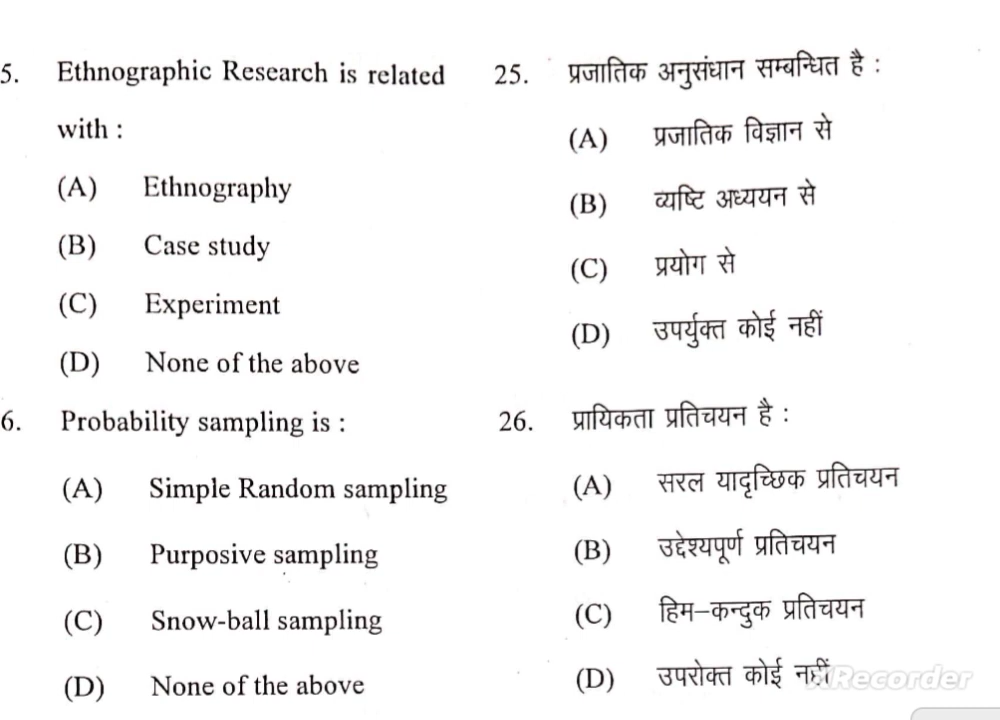 5. Ethnographic Research is related
with :
(A) Ethnography
(B) Case study
(C) Experiment
(D) None of the above
6. Probability sampling is :
(A) Simple Random sampling
(B) Purposive sampling
(C) Snow-ball sampling
(D) None of the above
25. प्रजातिक अनुसंधान सम्बन्धित है :
(A) प्रजातिक विज्ञान से
(B) व्यष्टि अध्ययन से
(C) प्रयोग से
(D) उपर्युक्त कोई नहीं
26. प्रायिकता प्रतिचयन है :
(A) सरल यादृच्छिक प्रतिचयन
(B) उद्देश्यपूर्ण प्रतिचयन
(C) हिम-कन्दुक प्रतिचयन
(D) उपरोक्त कोई नहीं
XRecorder